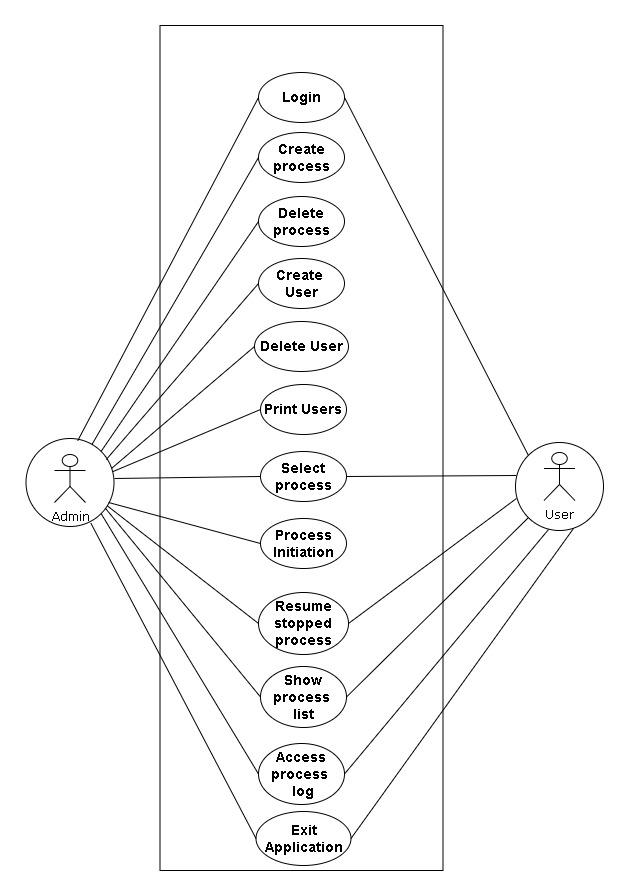 Login
Create
process
Delete
process
Create
User
Delete User
Print Users
Select
process
Admin
User
Process
Initiation
Resume
stopped
process
Show
process
list
Access
process
log
Exit
Application